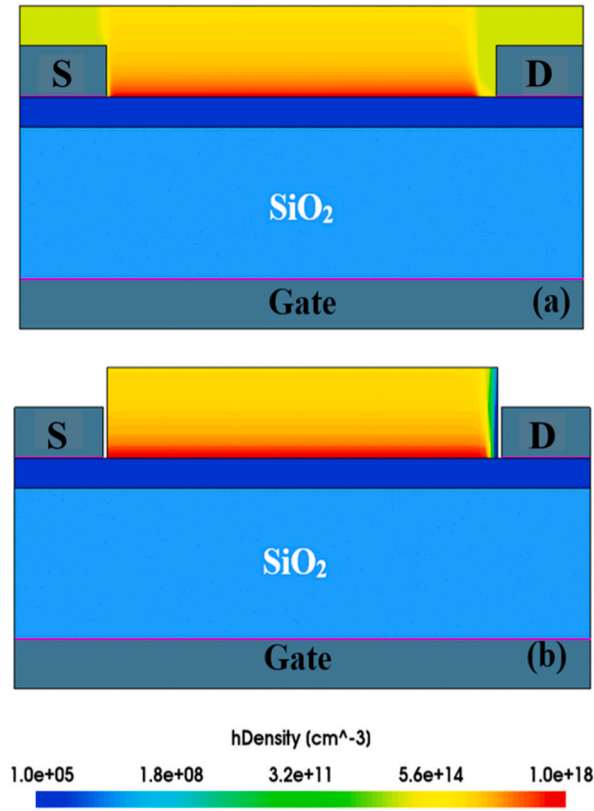 S D
SiO₂
Gate (a)
S D
SiO₂
Gate (b)
hDensity (cm^-3)
1.0e+05 1.8e+08 3.2e+11 5.6e+14 1.0e+18